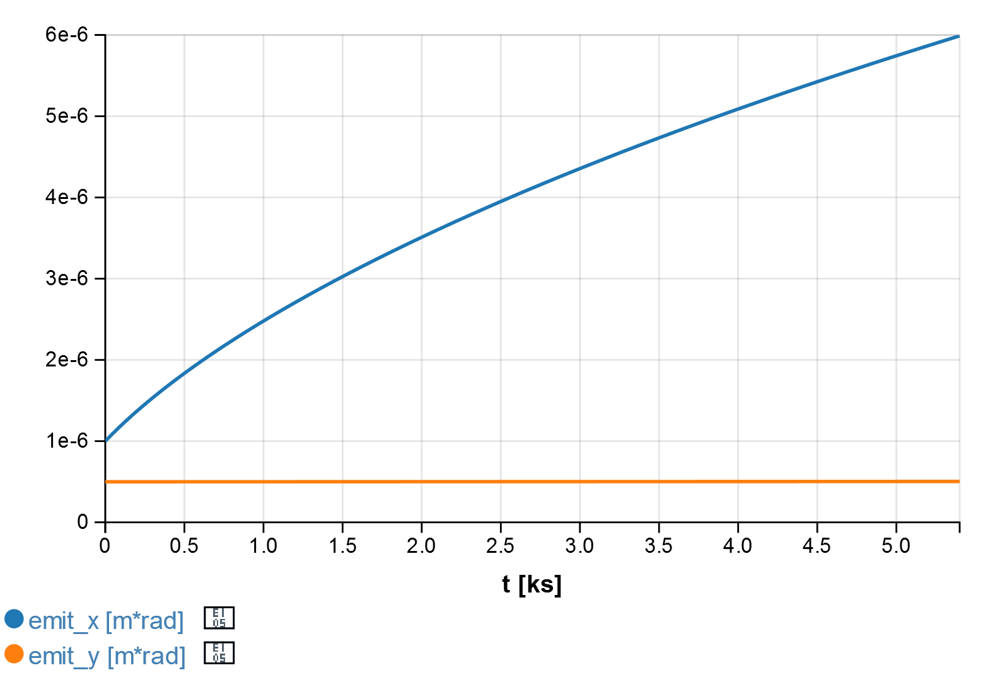 6e-6
5e-6
4e-6
3e-6
2e-6
1e-6
0
0 0.5 1.0 1.5 2.0 2.5 3.0 3.5 4.0 4.5 5.0
t [ks]
emit_x [m*rad]
emit_y [m*rad]